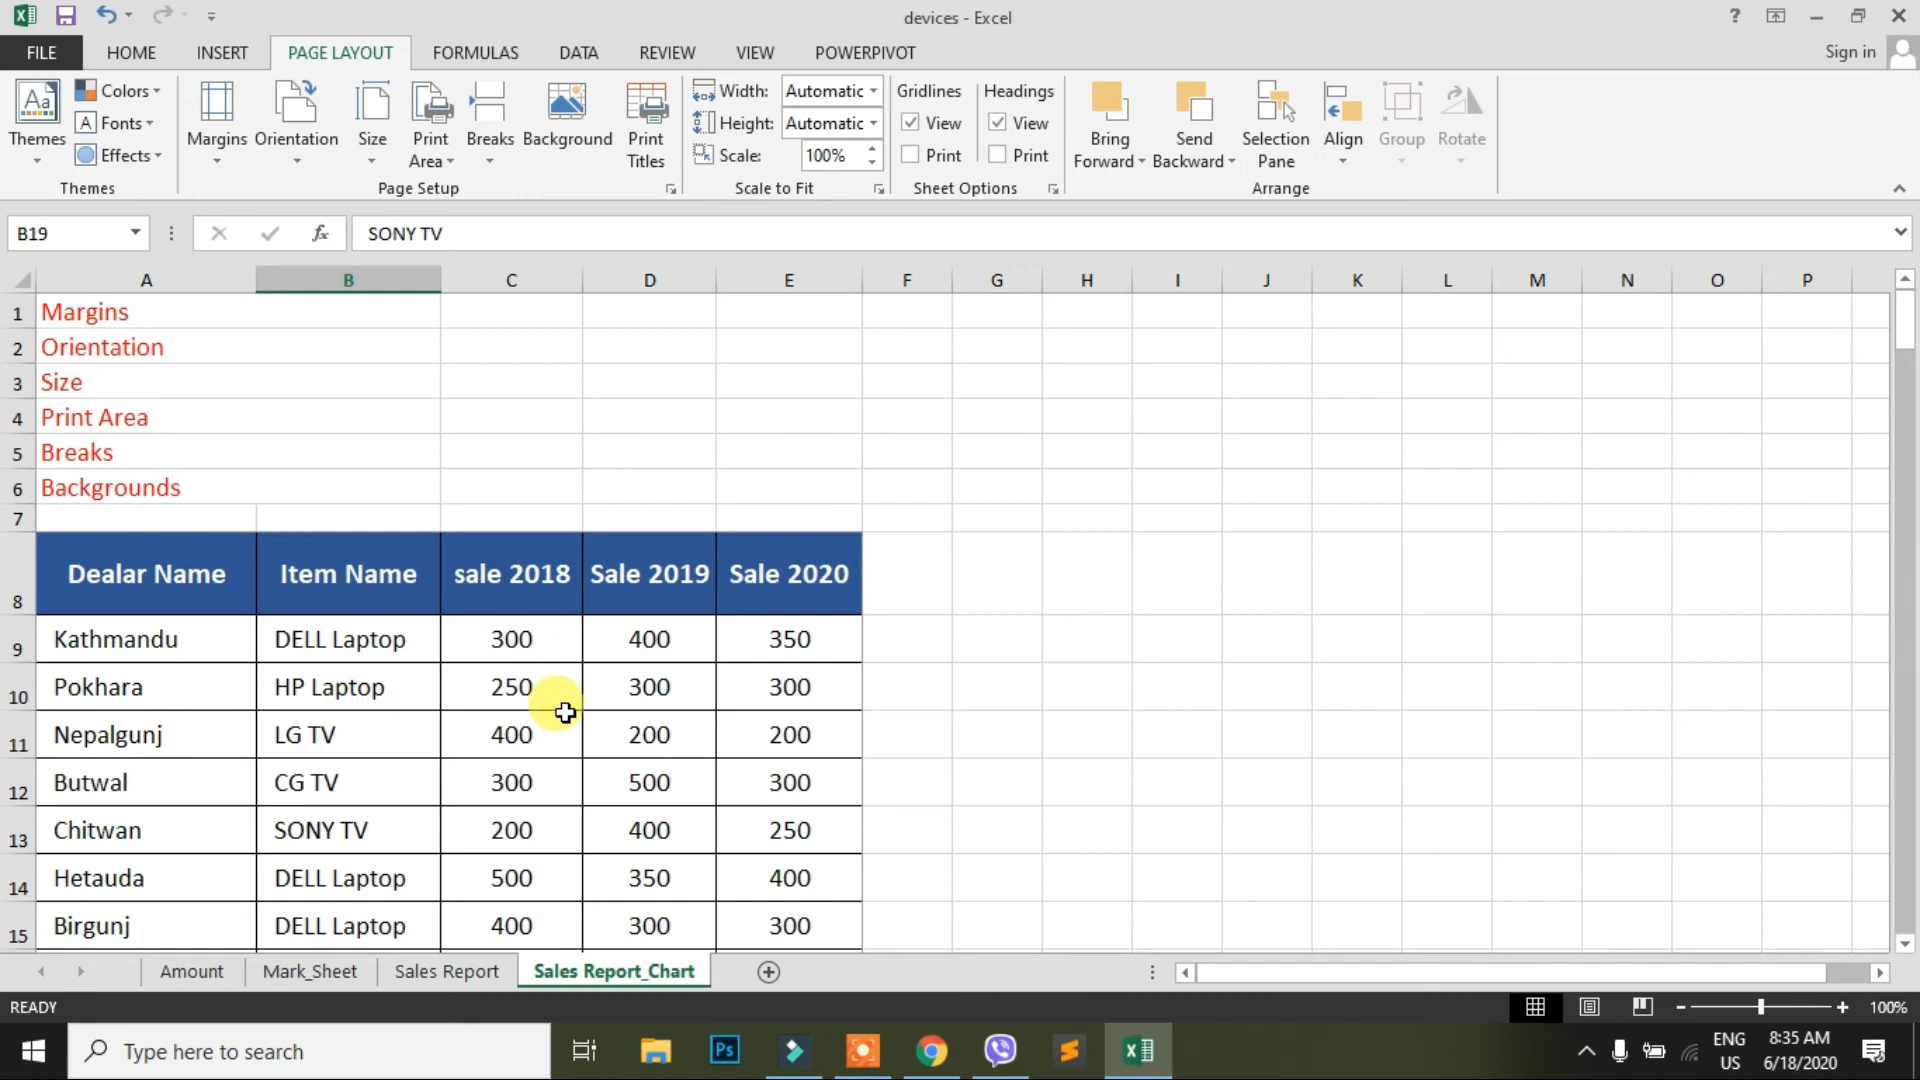 devices - Excel
FILE HOME INSERT PAGE LAYOUT FORMULAS DATA REVIEW VIEW POWERPIVOT Sign in
Themes Colors Fonts Effects
Themes
Margins Orientation Size Print Area Breaks Background Print Titles
Page Setup
Width: Automatic
Height: Automatic
Scale: 100%
Scale to Fit
Gridlines Headings
View View
Print Print
Sheet Options
Bring Forward Send Backward Selection Pane Align Group Rotate
Arrange
B19 fx SONY TV
A B C D E F G H I J K L M N O P
1 Margins
2 Orientation
3 Size
4 Print Area
5 Breaks
6 Backgrounds
7
8 Dealar Name Item Name sale 2018 Sale 2019 Sale 2020
9 Kathmandu DELL Laptop 300 400 350
10 Pokhara HP Laptop 250 300 300
11 Nepalgunj LG TV 400 200 200
12 Butwal CG TV 300 500 300
13 Chitwan SONY TV 200 400 250
14 Hetauda DELL Laptop 500 350 400
15 Birgunj DELL Laptop 400 300 300
Amount Mark_Sheet Sales Report Sales Report_Chart
READY 100%
Type here to search Ps ENG US 8:35 AM 6/18/2020